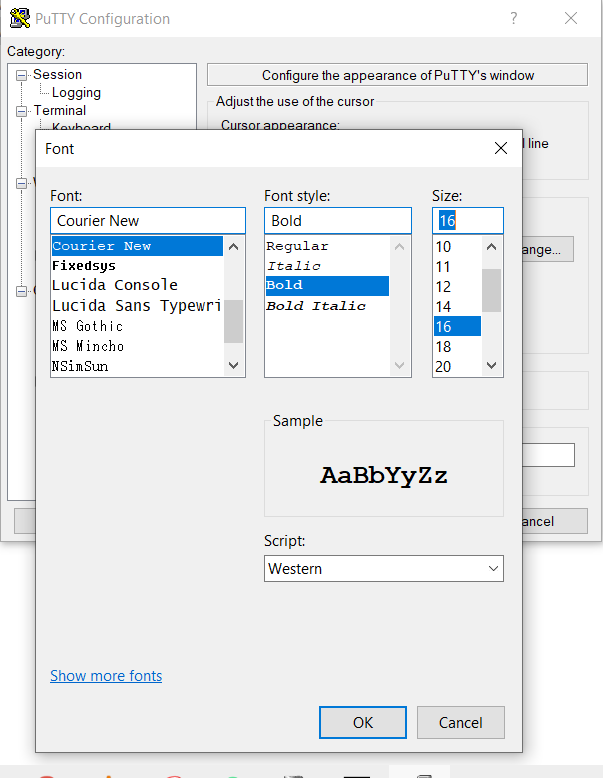 PuTTY Configuration ?
Category:
Session
Logging
Terminal
Keyboard
Configure the appearance of PuTTY's window
Adjust the use of the cursor
Cursor appearance:
line
Font
Font:
Courier New
Courier New
Fixedsys
Lucida Console
Lucida Sans Typewri
MS Gothic
MS Mincho
NSimSun
Font style:
Bold
Regular
Italic
Bold
Bold Italic
Size:
16
10
11
12
14
16
18
20
ange...
Sample
AaBbYyZz
Script:
Western
ancel
Show more fonts
OK
Cancel